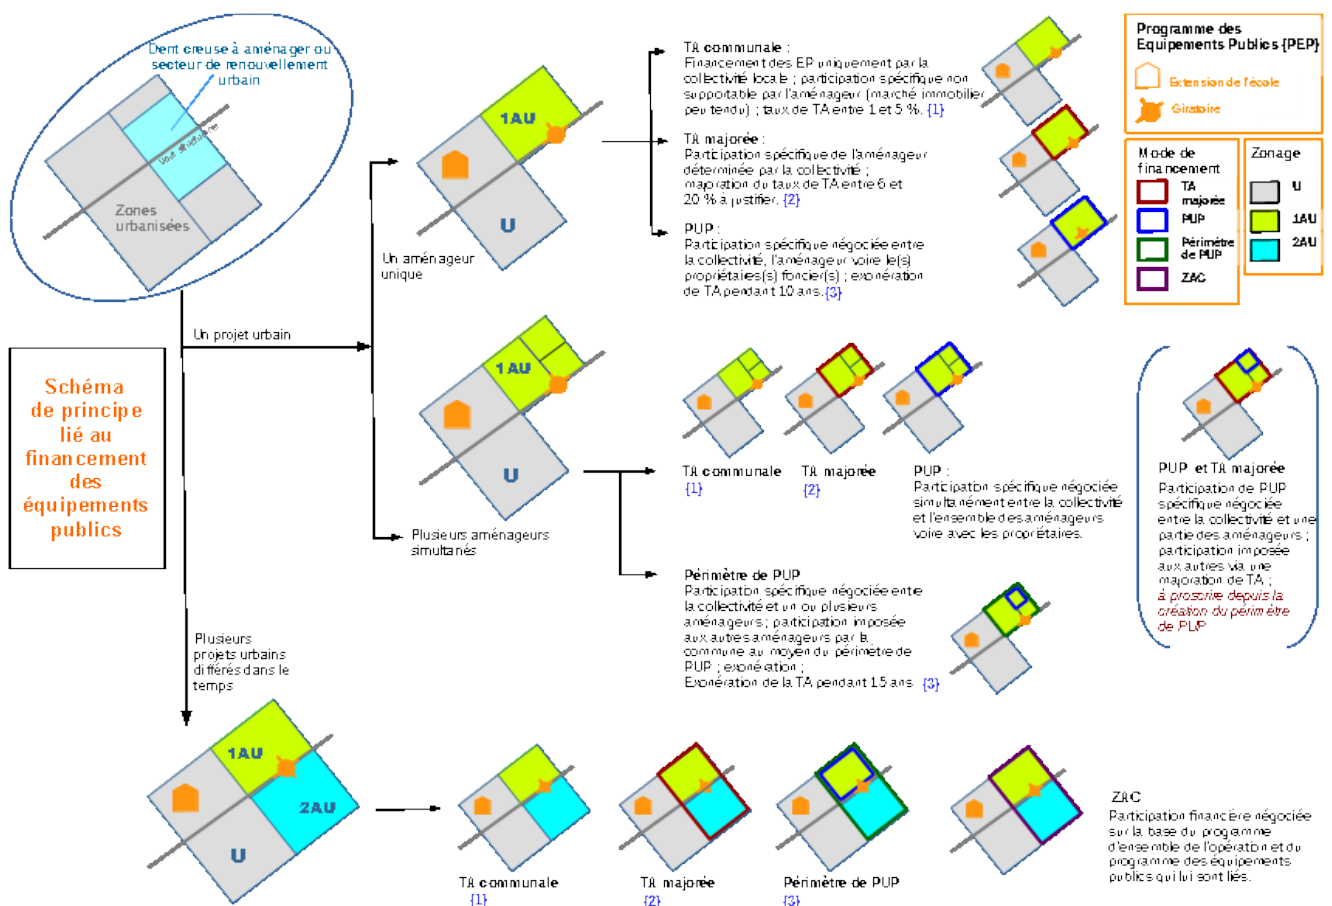 Dent creuse à aménager ou
secteur de renouvellement
urbain
Voie structurante
Zones
urbanisées
Schéma
de principe
lié au
financement
des
équipements
publics
Un projet urbain
Plusieurs
projets urbains
différés dans le
temps
1AU
U
Un aménageur
unique
1AU
U
Plusieurs aménageurs
simultanés
TA communale :
Financement des EP uniquement par la
collectivité locale ; participation spécifique non
supportable par l'aménageur (marché immobilier
peu tendu) ; taux de TA entre 1 et 5 %. {1}
TA majorée :
Participation spécifique de l'aménageur
déterminée par la collectivité ;
majoration du taux de TA entre 6 et
20 % à justifier. {2}
PUP :
Participation spécifique négociée entre
la collectivité, l'aménageur voire le(s)
propriétaires(s) foncier(s) ; exonération
de TA pendant 10 ans.{3}
Programme des
Equipements Publics {PEP}
Extension de l'école
Giratoire
Mode de
financement
TA
majorée
PUP
Périmètre
de PUP
ZAC
Zonage
U
1AU
2AU
TA communale
{1}
TA majorée
{2}
PUP :
Participation spécifique négociée
simultanément entre la collectivité
et l'ensemble des aménageurs
voire avec les propriétaires.
PUP et TA majorée
Participation de PUP
spécifique négociée
entre la collectivité et une
partie des aménageurs ;
participation imposée
aux autres via une
majoration de TA ;
à proscrire depuis la
création du périmètre
de PUP
Périmètre de PUP
Participation spécifique négociée entre
la collectivité et un ou plusieurs
aménageurs ; participation imposée
aux autres aménageurs par la
commune au moyen du périmètre de
PUP ; exonération ;
Exonération de la TA pendant 15 ans {3}
1AU
2AU
U
TA communale
{1}
TA majorée
{2}
Périmètre de PUP
{3}
ZAC
Participation financière négociée
sur la base du programme
d'ensemble de l'opération et du
programme des équipements
publics qui lui sont liés.